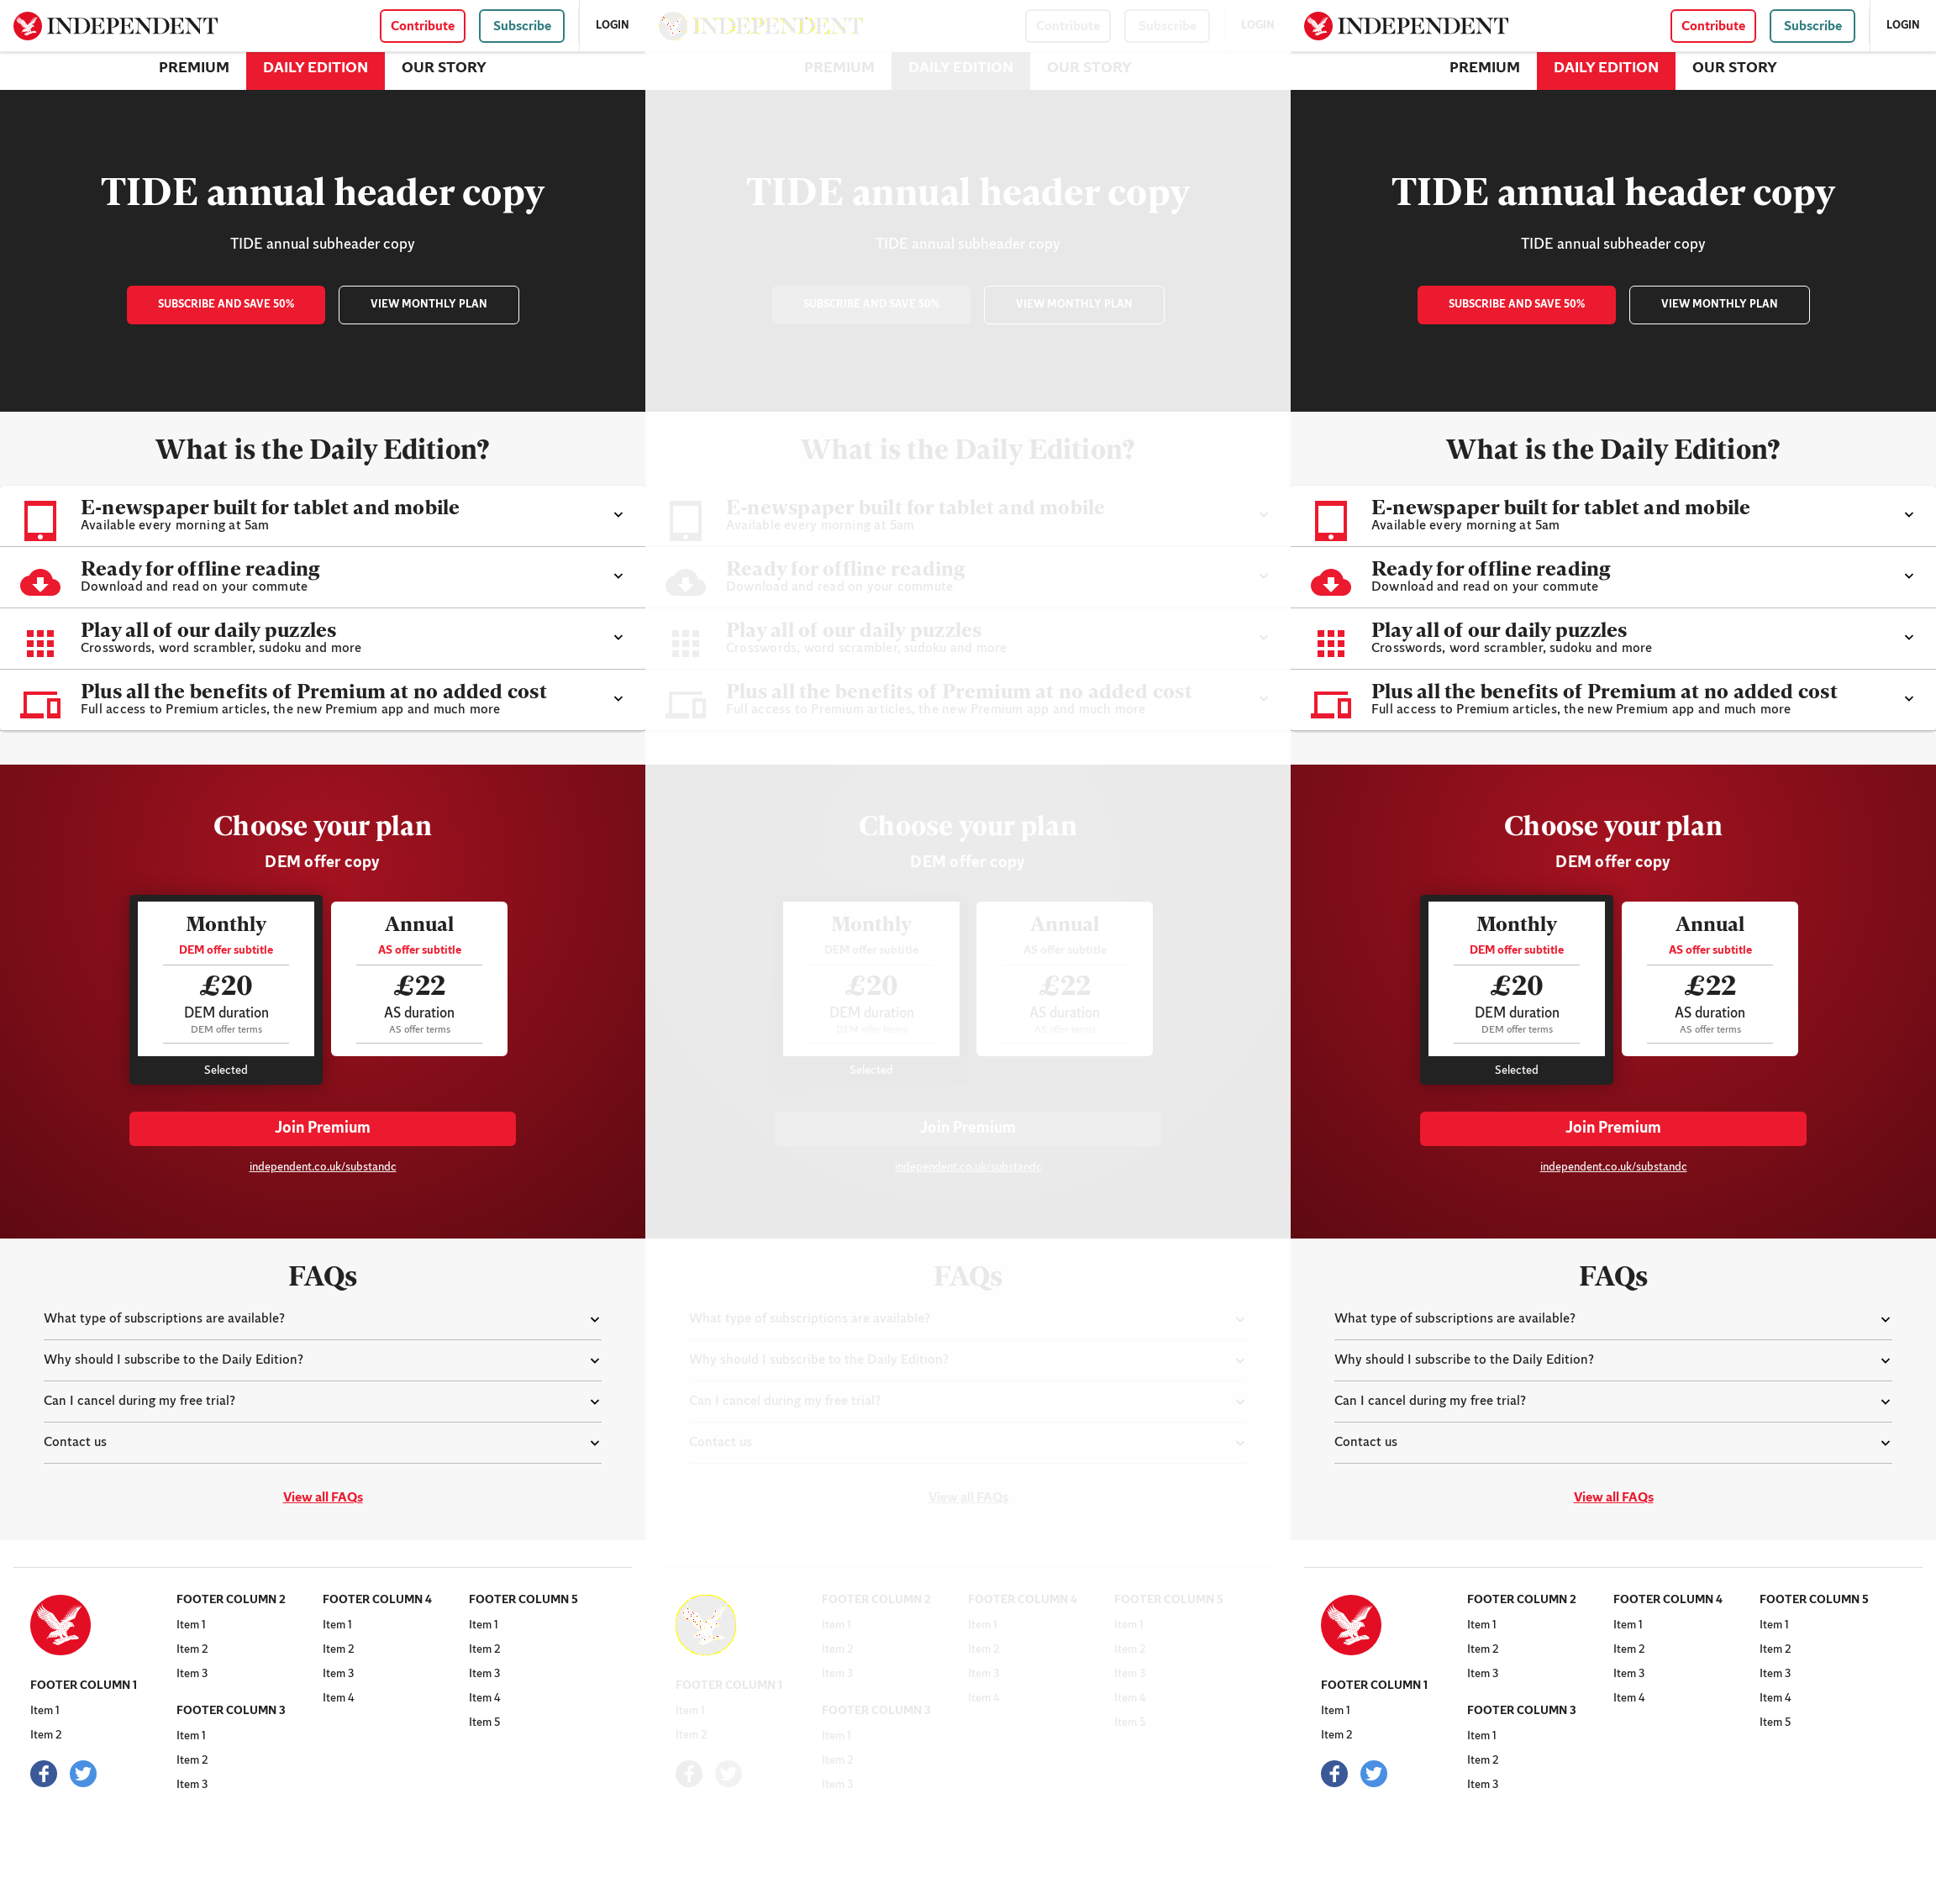 INDEPENDENT Contribute Subscribe LOGIN
PREMIUM DAILY EDITION OUR STORY
TIDE annual header copy
TIDE annual subheader copy
SUBSCRIBE AND SAVE 50% VIEW MONTHLY PLAN
What is the Daily Edition?
E-newspaper built for tablet and mobile
Available every morning at 5am
Ready for offline reading
Download and read on your commute
Play all of our daily puzzles
Crosswords, word scrambler, sudoku and more
Plus all the benefits of Premium at no added cost
Full access to Premium articles, the new Premium app and much more
Choose your plan
DEM offer copy
Monthly
DEM offer subtitle
£20
DEM duration
DEM offer terms
Selected
Annual
AS offer subtitle
£22
AS duration
AS offer terms
Join Premium
independent.co.uk/substandc
FAQs
What type of subscriptions are available?
Why should I subscribe to the Daily Edition?
Can I cancel during my free trial?
Contact us
View all FAQs
FOOTER COLUMN 1
Item 1
Item 2
FOOTER COLUMN 2
Item 1
Item 2
Item 3
FOOTER COLUMN 3
Item 1
Item 2
Item 3
FOOTER COLUMN 4
Item 1
Item 2
Item 3
Item 4
FOOTER COLUMN 5
Item 1
Item 2
Item 3
Item 4
Item 5
INDEPENDENT Contribute Subscribe LOGIN
PREMIUM DAILY EDITION OUR STORY
TIDE annual header copy
TIDE annual subheader copy
SUBSCRIBE AND SAVE 50% VIEW MONTHLY PLAN
What is the Daily Edition?
E-newspaper built for tablet and mobile
Available every morning at 5am
Ready for offline reading
Download and read on your commute
Play all of our daily puzzles
Crosswords, word scrambler, sudoku and more
Plus all the benefits of Premium at no added cost
Full access to Premium articles, the new Premium app and much more
Choose your plan
DEM offer copy
Monthly
DEM offer subtitle
£20
DEM duration
DEM offer terms
Selected
Annual
AS offer subtitle
£22
AS duration
AS offer terms
Join Premium
independent.co.uk/substandc
FAQs
What type of subscriptions are available?
Why should I subscribe to the Daily Edition?
Can I cancel during my free trial?
Contact us
View all FAQs
FOOTER COLUMN 1
Item 1
Item 2
FOOTER COLUMN 2
Item 1
Item 2
Item 3
FOOTER COLUMN 3
Item 1
Item 2
Item 3
FOOTER COLUMN 4
Item 1
Item 2
Item 3
Item 4
FOOTER COLUMN 5
Item 1
Item 2
Item 3
Item 4
Item 5
INDEPENDENT Contribute Subscribe LOGIN
PREMIUM DAILY EDITION OUR STORY
TIDE annual header copy
TIDE annual subheader copy
SUBSCRIBE AND SAVE 50% VIEW MONTHLY PLAN
What is the Daily Edition?
E-newspaper built for tablet and mobile
Available every morning at 5am
Ready for offline reading
Download and read on your commute
Play all of our daily puzzles
Crosswords, word scrambler, sudoku and more
Plus all the benefits of Premium at no added cost
Full access to Premium articles, the new Premium app and much more
Choose your plan
DEM offer copy
Monthly
DEM offer subtitle
£20
DEM duration
DEM offer terms
Selected
Annual
AS offer subtitle
£22
AS duration
AS offer terms
Join Premium
independent.co.uk/substandc
FAQs
What type of subscriptions are available?
Why should I subscribe to the Daily Edition?
Can I cancel during my free trial?
Contact us
View all FAQs
FOOTER COLUMN 1
Item 1
Item 2
FOOTER COLUMN 2
Item 1
Item 2
Item 3
FOOTER COLUMN 3
Item 1
Item 2
Item 3
FOOTER COLUMN 4
Item 1
Item 2
Item 3
Item 4
FOOTER COLUMN 5
Item 1
Item 2
Item 3
Item 4
Item 5